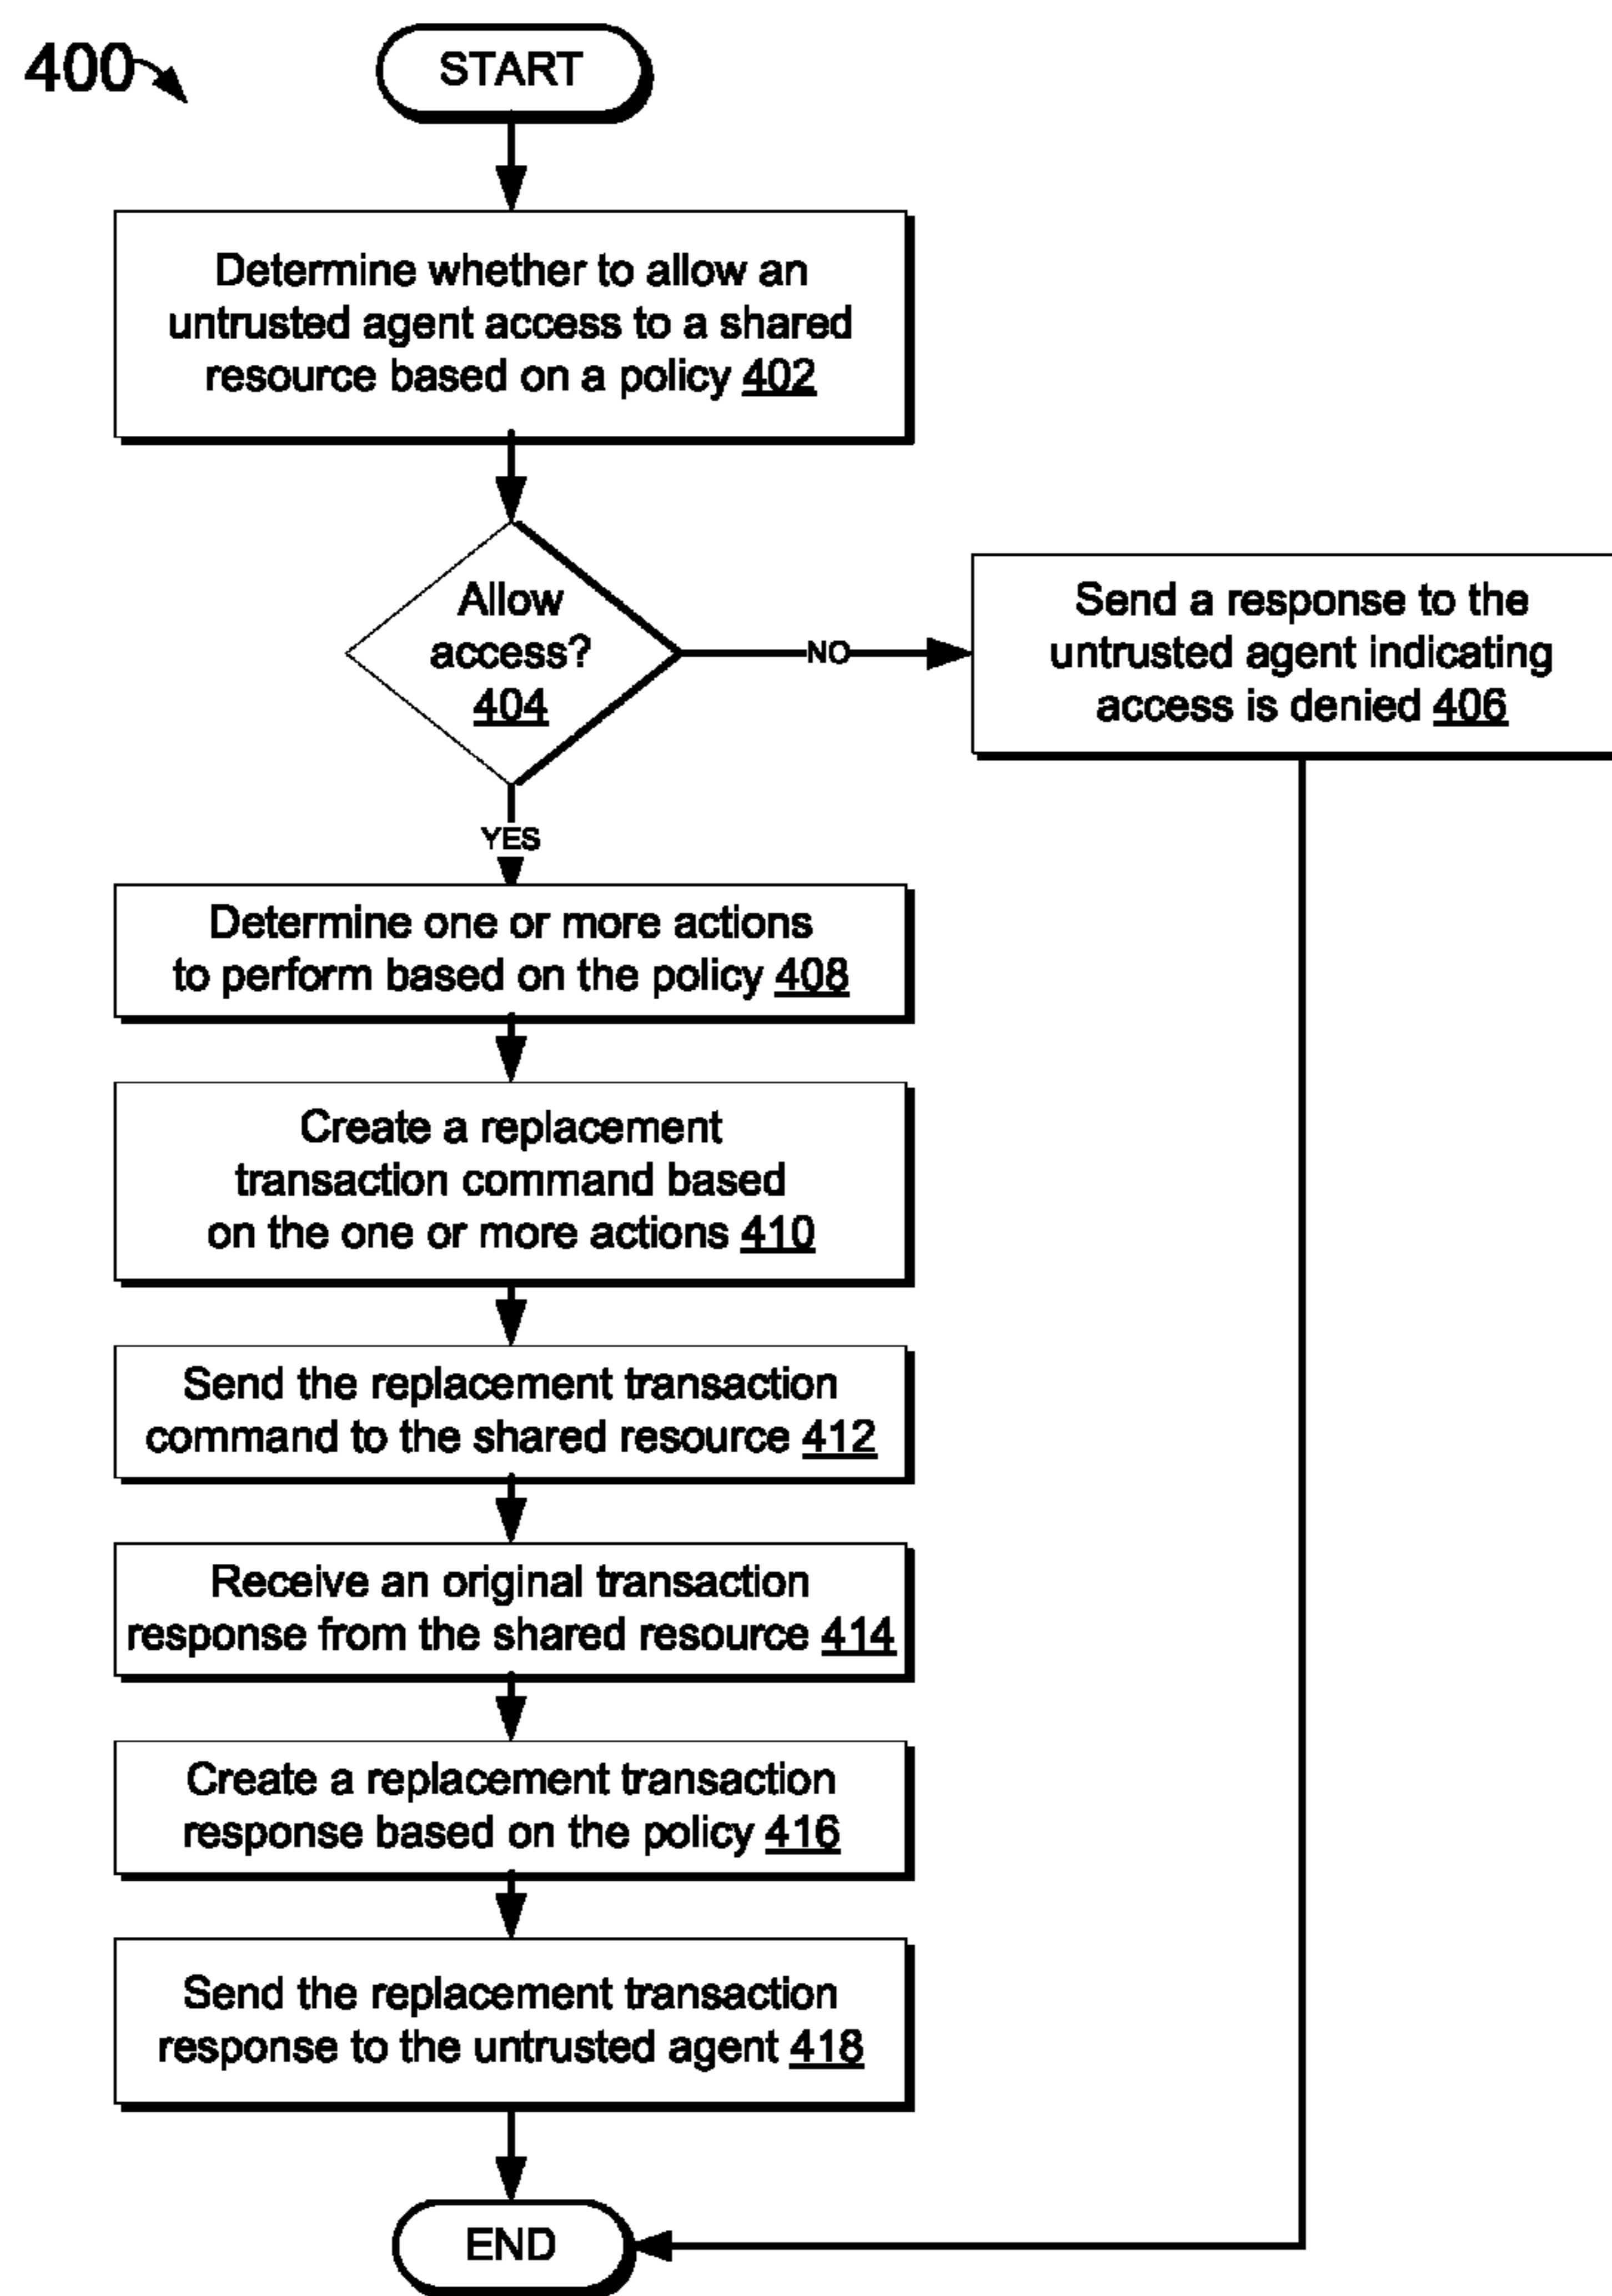 400
START
Determine whether to allow an
untrusted agent access to a shared
resource based on a policy 402
Allow
access?
404
NO
Send a response to the
untrusted agent indicating
access is denied 406
YES
Determine one or more actions
to perform based on the policy 408
Create a replacement
transaction command based
on the one or more actions 410
Send the replacement transaction
command to the shared resource 412
Receive an original transaction
response from the shared resource 414
Create a replacement transaction
response based on the policy 416
Send the replacement transaction
response to the untrusted agent 418
END